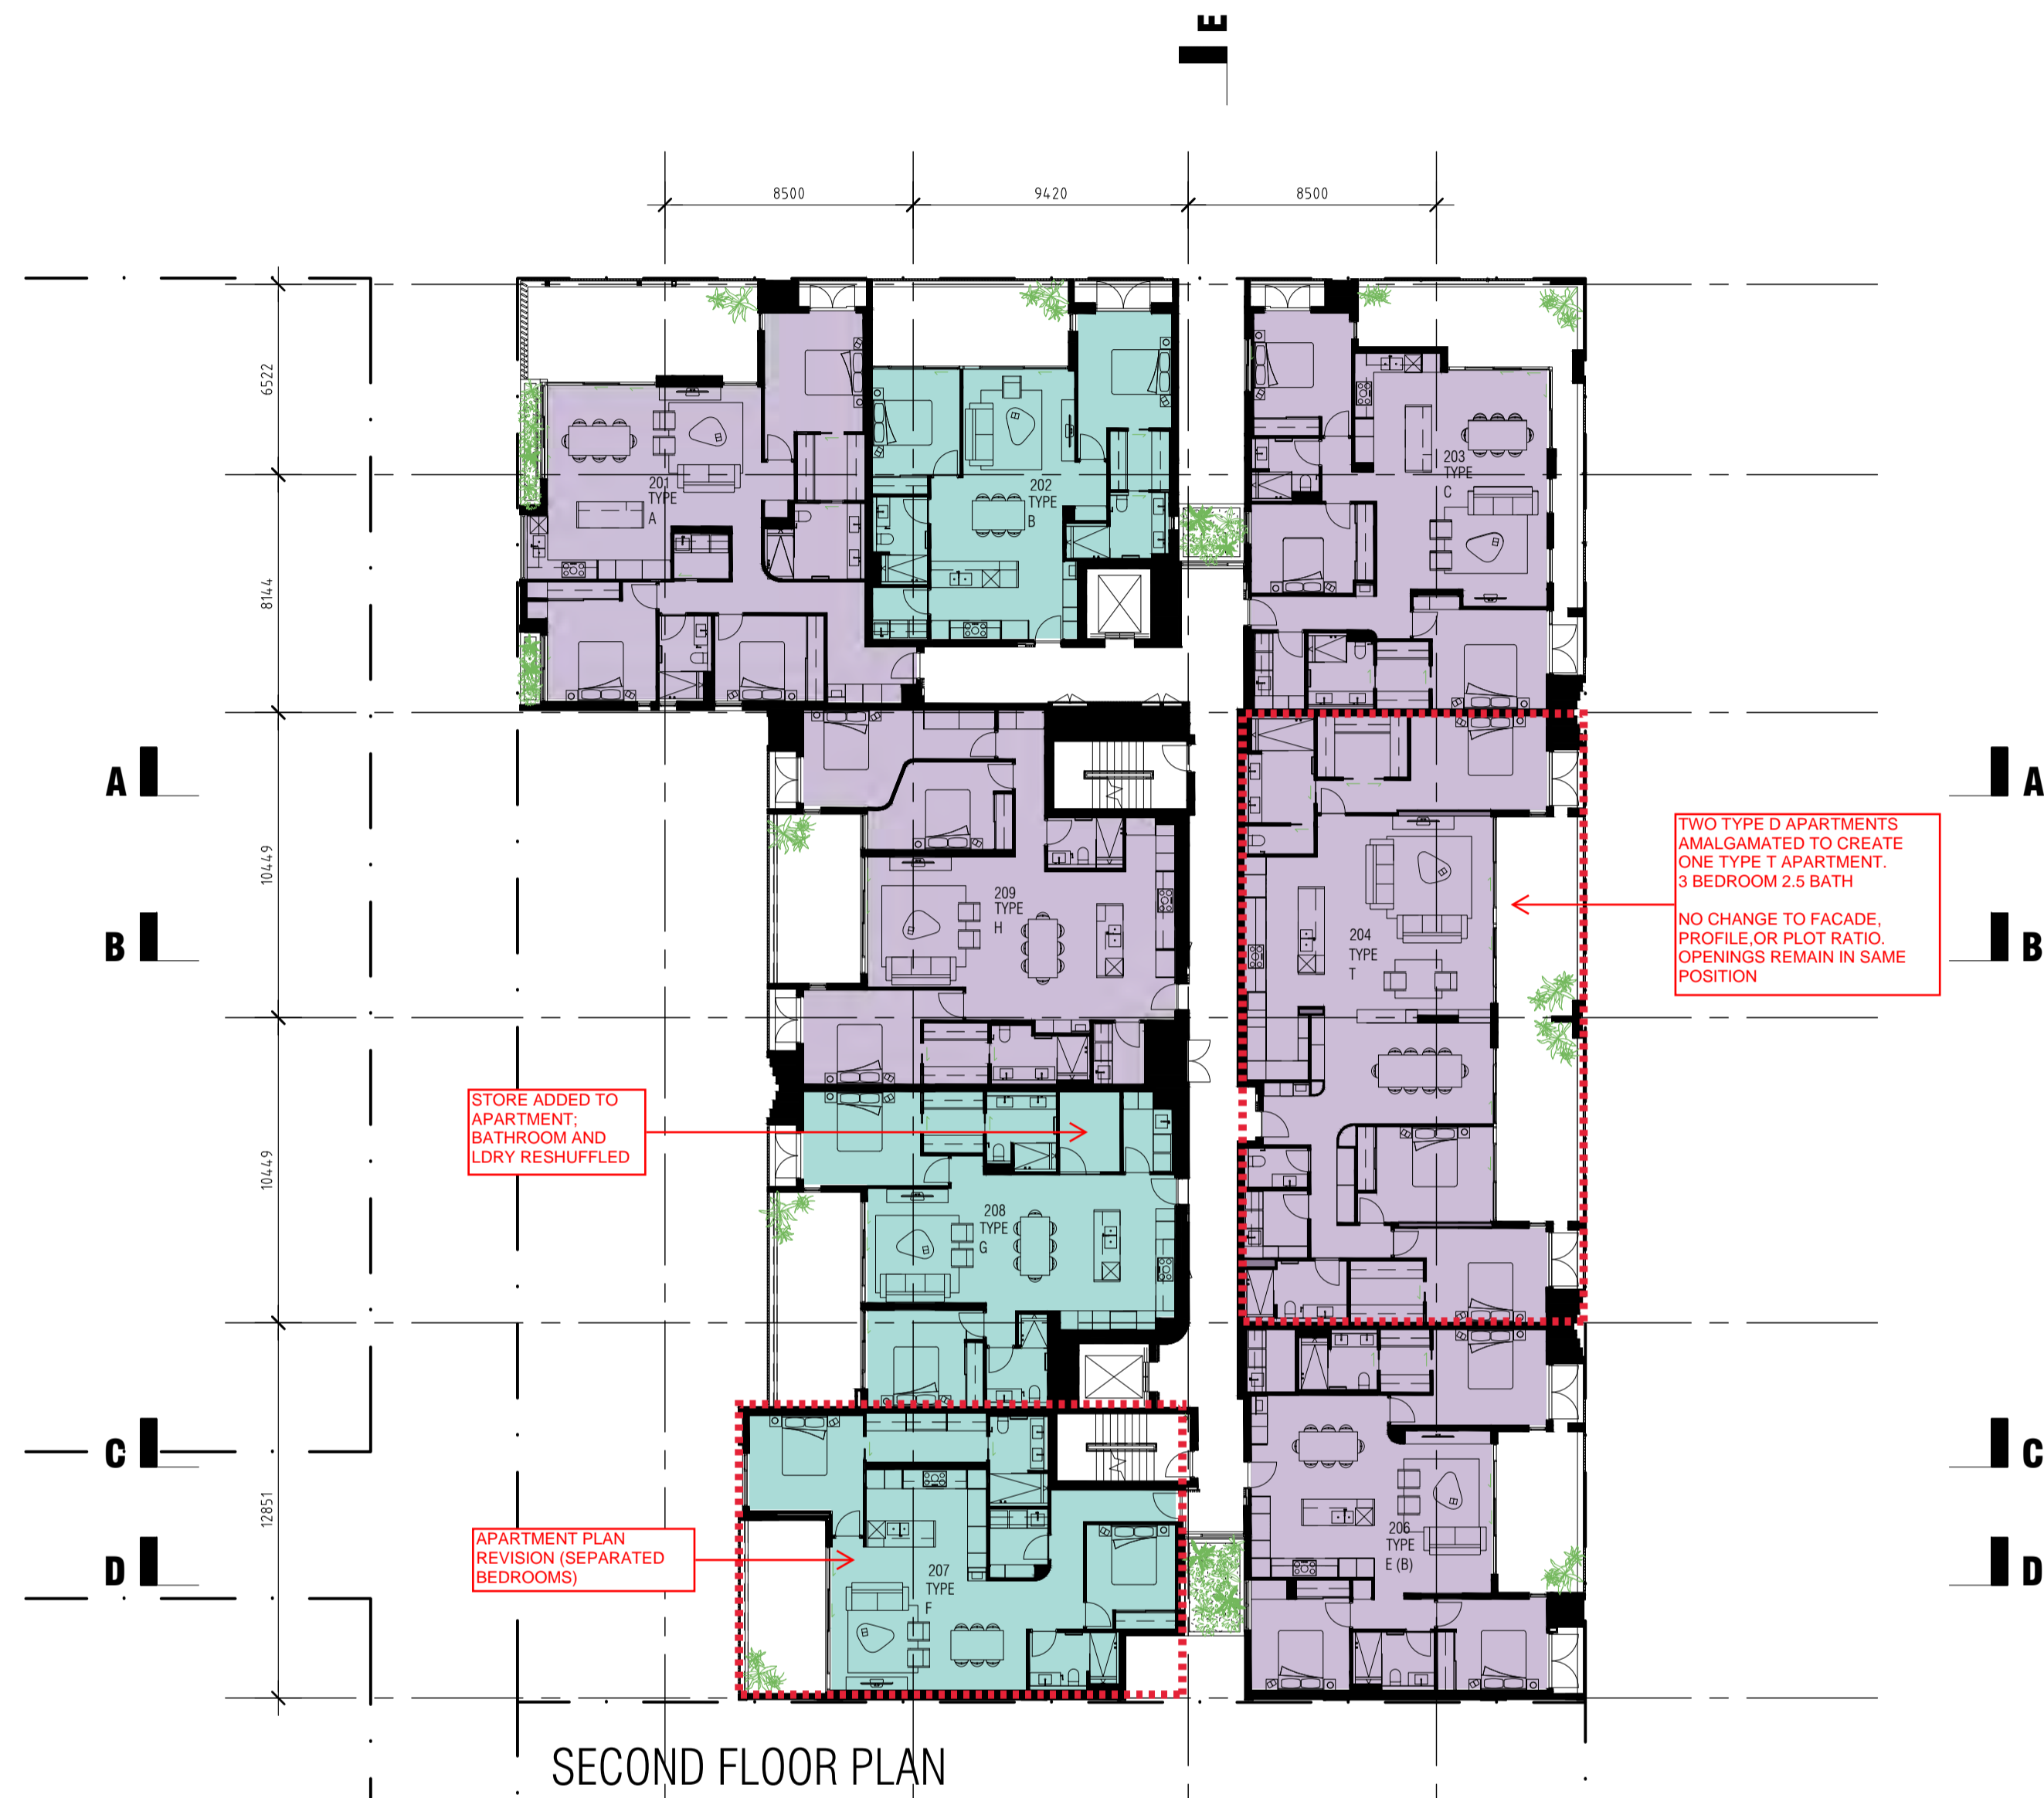 E
8500
9420
8500
6522
8144
10449
10449
12851
201
TYPE
A
202
TYPE
B
203
TYPE
C
A
A
TWO TYPE D APARTMENTS
AMALGAMATED TO CREATE
ONE TYPE T APARTMENT.
3 BEDROOM 2.5 BATH
NO CHANGE TO FACADE,
PROFILE,OR PLOT RATIO.
OPENINGS REMAIN IN SAME
POSITION
209
TYPE
H
204
TYPE
T
B
B
STORE ADDED TO
APARTMENT;
BATHROOM AND
LDRY RESHUFFLED
208
TYPE
G
C
C
APARTMENT PLAN
REVISION (SEPARATED
BEDROOMS)
207
TYPE
F
206
TYPE
E (B)
D
D
SECOND FLOOR PLAN